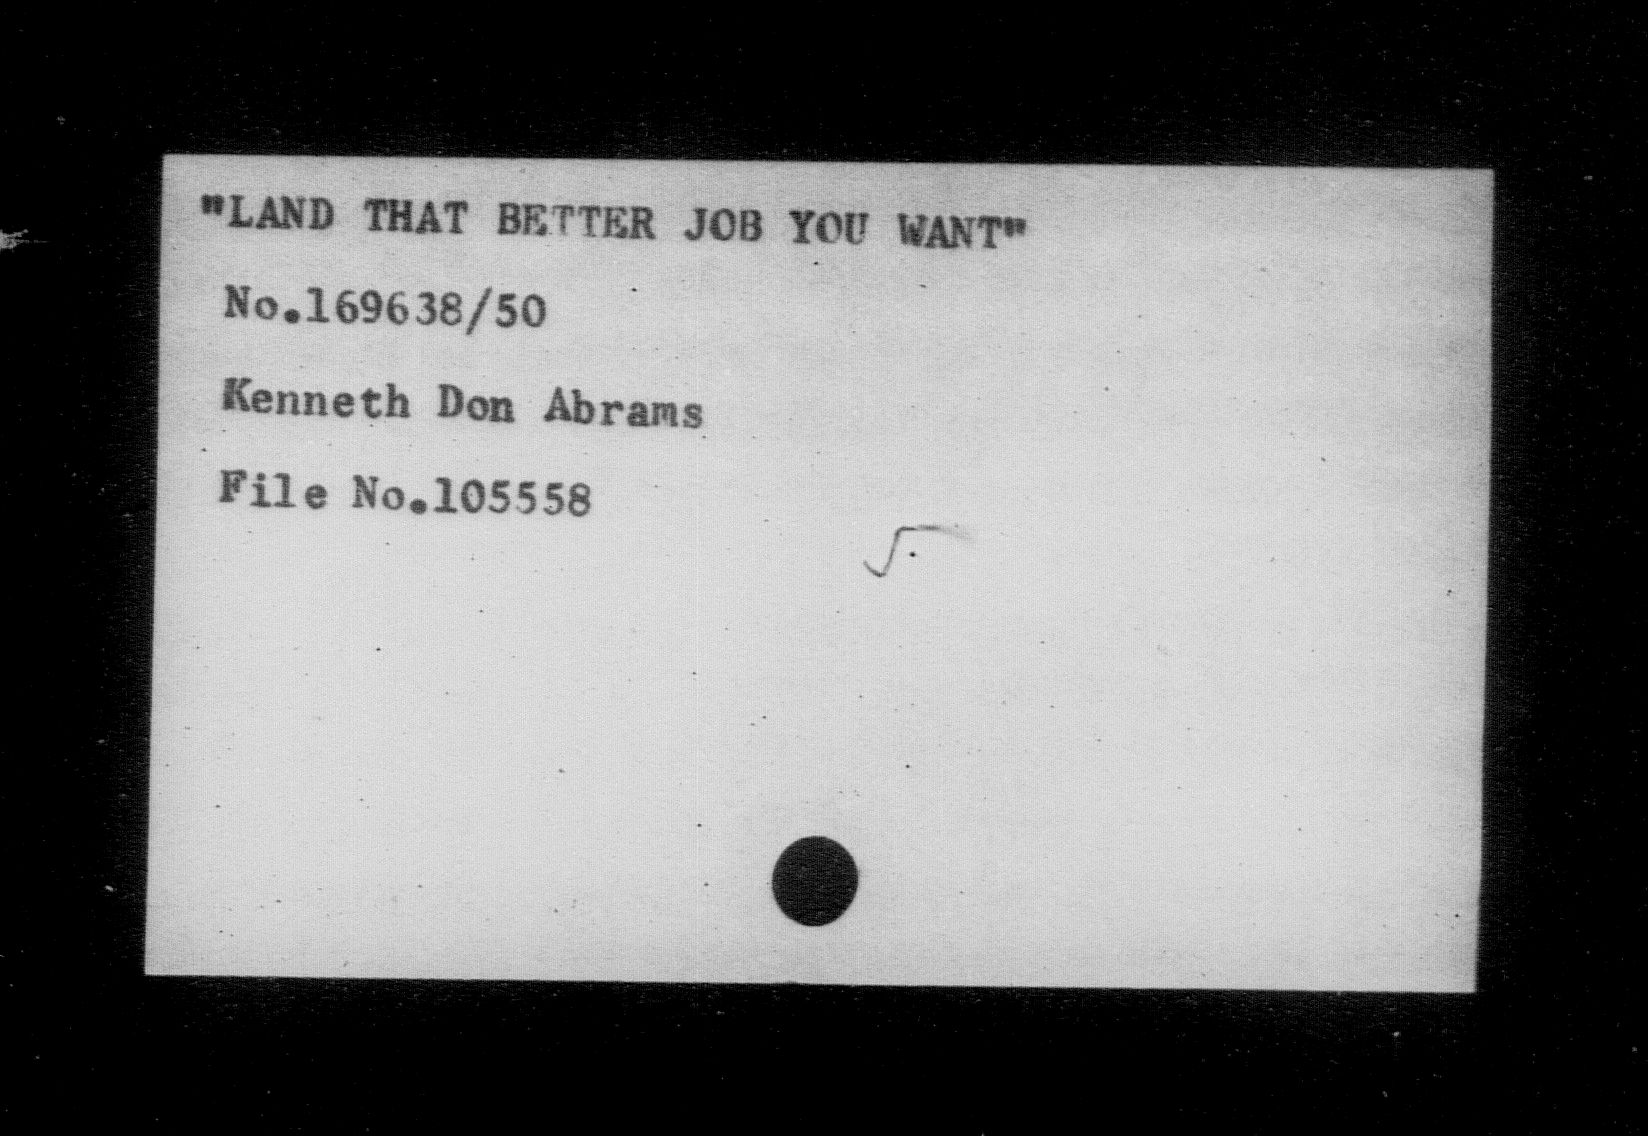 "LAND THAT BETTER JOB YOU WANT"
No.169638/50
Kenneth Don Abrams
File No.105558